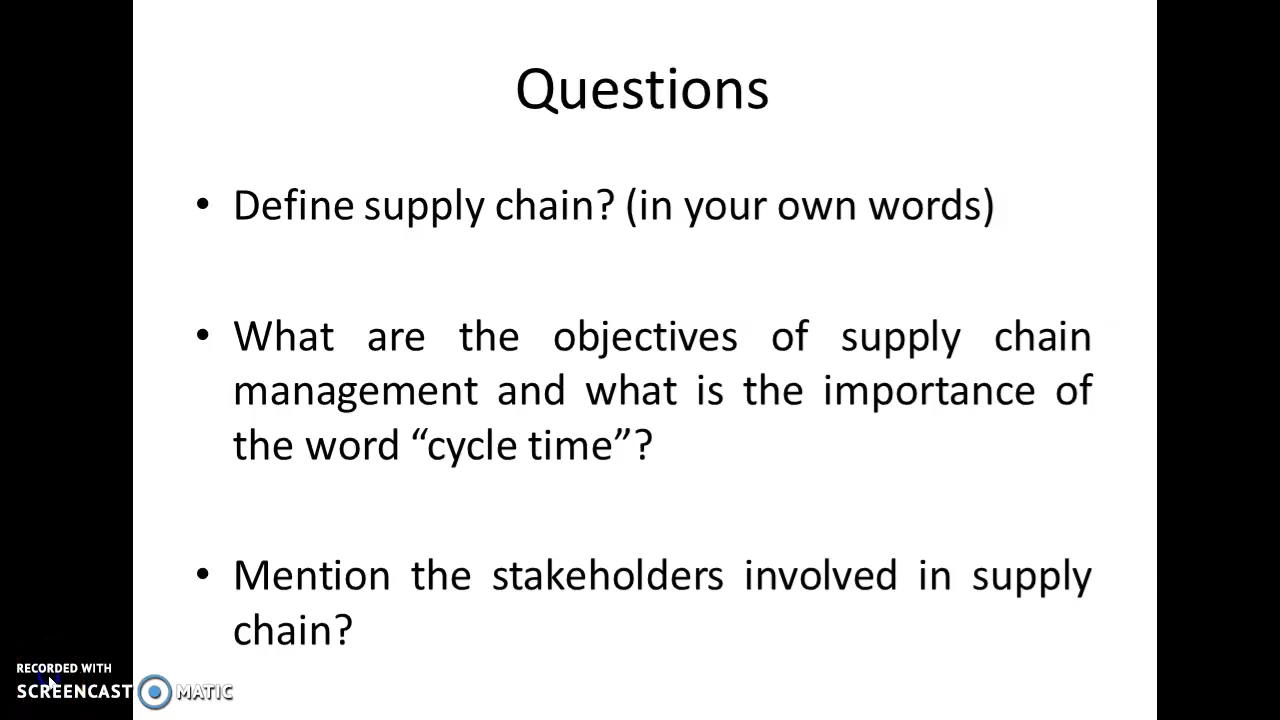 Questions
• Define supply chain? (in your own words)
• What are the objectives of supply chain
management and what is the importance of
the word “cycle time”?
• Mention the stakeholders involved in supply
chain?
RECORDED WITH
SCREENCAST MATIC